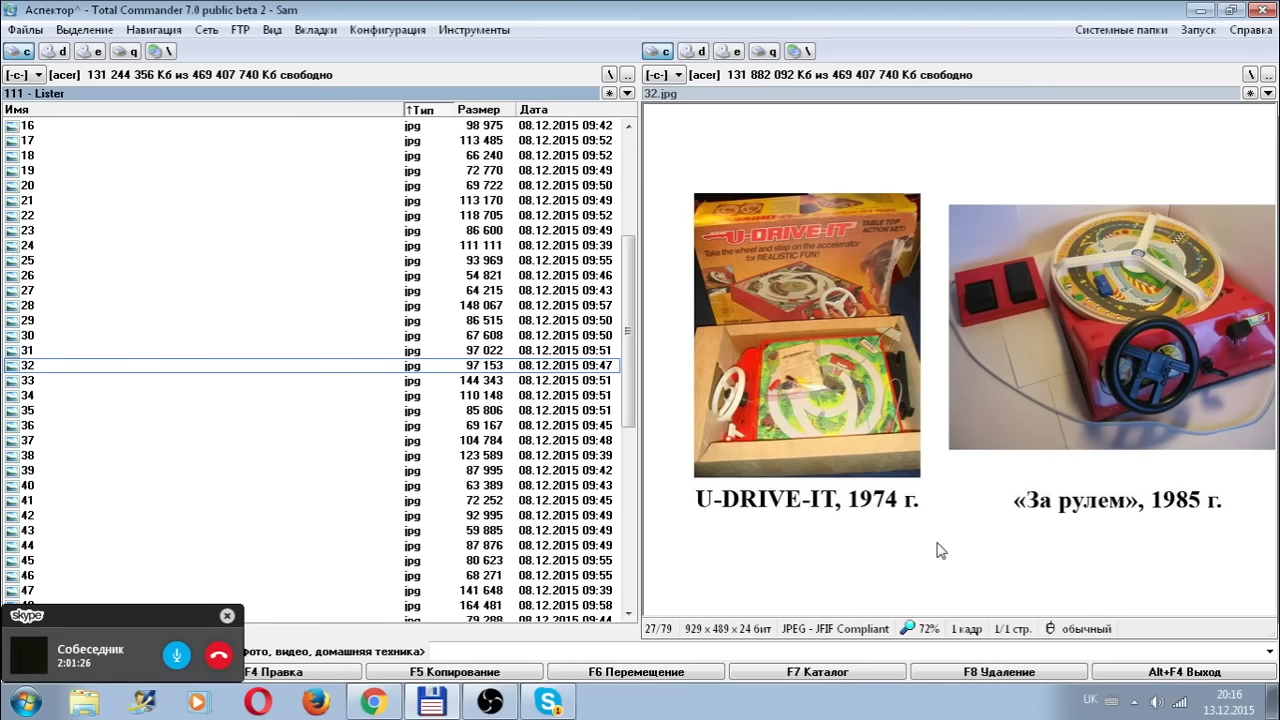 Аспектор^ - Total Commander 7.0 public beta 2 - Sam
Файлы Выделение Навигация Сеть FTP Вид Вкладки Конфигурация Инструменты Системные папки Запуск Справка
c d e q \ c d e q \
[-c-] [acer] 131 244 356 Кб из 469 407 740 Кб свободно \ .. [-c-] [acer] 131 882 092 Кб из 469 407 740 Кб свободно \ ..
111 - Lister * 32.jpg *
Имя ↑Тип Размер Дата
16 jpg 98 975 08.12.2015 09:42
17 jpg 113 485 08.12.2015 09:52
18 jpg 66 240 08.12.2015 09:52
19 jpg 72 770 08.12.2015 09:49
20 jpg 69 722 08.12.2015 09:50
21 jpg 113 170 08.12.2015 09:49
22 jpg 118 705 08.12.2015 09:52
23 jpg 86 600 08.12.2015 09:49
24 jpg 111 111 08.12.2015 09:39
25 jpg 93 969 08.12.2015 09:55
26 jpg 54 821 08.12.2015 09:46
27 jpg 64 215 08.12.2015 09:43
28 jpg 148 067 08.12.2015 09:57
29 jpg 86 515 08.12.2015 09:50
30 jpg 67 608 08.12.2015 09:50
31 jpg 97 022 08.12.2015 09:51
32 jpg 97 153 08.12.2015 09:47
33 jpg 144 343 08.12.2015 09:51
34 jpg 110 148 08.12.2015 09:51
35 jpg 85 806 08.12.2015 09:51
36 jpg 69 167 08.12.2015 09:45
37 jpg 104 784 08.12.2015 09:48
38 jpg 123 589 08.12.2015 09:39
39 jpg 87 995 08.12.2015 09:42
40 jpg 63 389 08.12.2015 09:43
41 jpg 72 252 08.12.2015 09:45
42 jpg 92 995 08.12.2015 09:49
43 jpg 59 885 08.12.2015 09:49
44 jpg 87 876 08.12.2015 09:49
45 jpg 80 623 08.12.2015 09:55
46 jpg 68 271 08.12.2015 09:55
47 jpg 141 648 08.12.2015 09:39
48 jpg 164 481 08.12.2015 09:58
jpg 79 288 08.12.2015 09:44
U-DRIVE-IT
TABLE TOP
ACTION SET!
Take the wheel and step on the accelerator
for REALISTIC FUN!
U-DRIVE-IT, 1974 г.
«За рулем», 1985 г.
27/79 929 x 489 x 24 бит JPEG - JFIF Compliant 72% 1 кадр 1/1 стр. обычный
skype
Собеседник
2:01:26
фото, видео, домашняя техника>
F4 Правка F5 Копирование F6 Перемещение F7 Каталог F8 Удаление Alt+F4 Выход
UK 20:16
13.12.2015